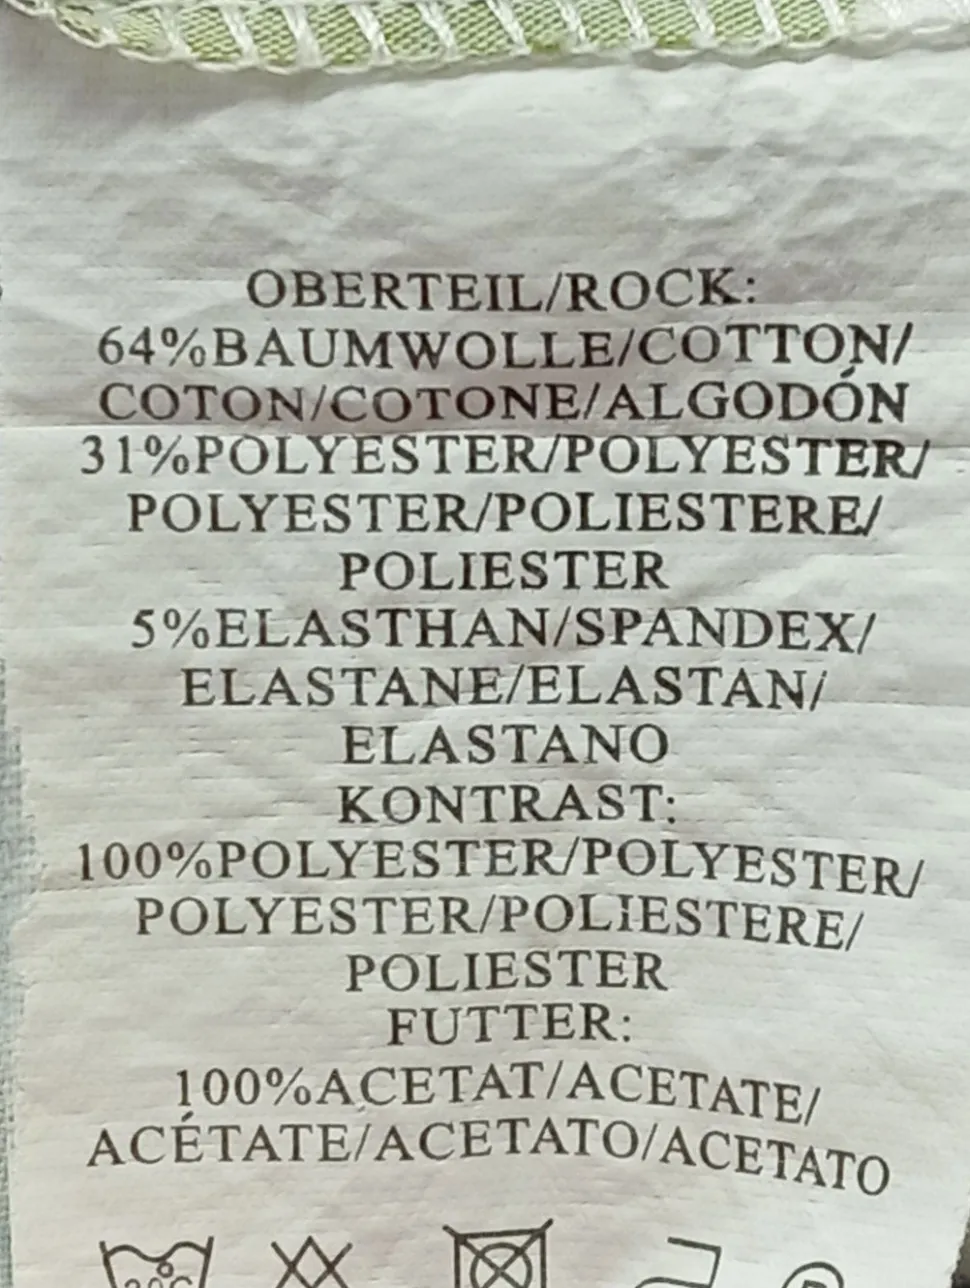 OBERTEIL/ROCK:
64%BAUMWOLLE/COTTON/
COTON/COTONE/ALGODÓN
31%POLYESTER/POLYESTER/
POLYESTER/POLIESTERE/
POLIESTER
5%ELASTHAN/SPANDEX/
ELASTANE/ELASTAN/
ELASTANO
KONTRAST:
100%POLYESTER/POLYESTER/
POLYESTER/POLIESTERE/
POLIESTER
FUTTER:
100%ACETAT/ACETATE/
ACÉTATE/ACETATO/ACETATO